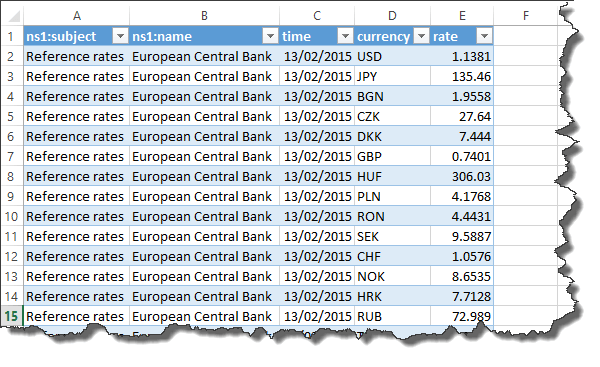 A B C D E F
1 ns1:subject ns1:name time currency rate
2 Reference rates European Central Bank 13/02/2015 USD 1.1381
3 Reference rates European Central Bank 13/02/2015 JPY 135.46
4 Reference rates European Central Bank 13/02/2015 BGN 1.9558
5 Reference rates European Central Bank 13/02/2015 CZK 27.64
6 Reference rates European Central Bank 13/02/2015 DKK 7.444
7 Reference rates European Central Bank 13/02/2015 GBP 0.7401
8 Reference rates European Central Bank 13/02/2015 HUF 306.03
9 Reference rates European Central Bank 13/02/2015 PLN 4.1768
10 Reference rates European Central Bank 13/02/2015 RON 4.4431
11 Reference rates European Central Bank 13/02/2015 SEK 9.5887
12 Reference rates European Central Bank 13/02/2015 CHF 1.0576
13 Reference rates European Central Bank 13/02/2015 NOK 8.6535
14 Reference rates European Central Bank 13/02/2015 HRK 7.7128
15 Reference rates European Central Bank 13/02/2015 RUB 72.989